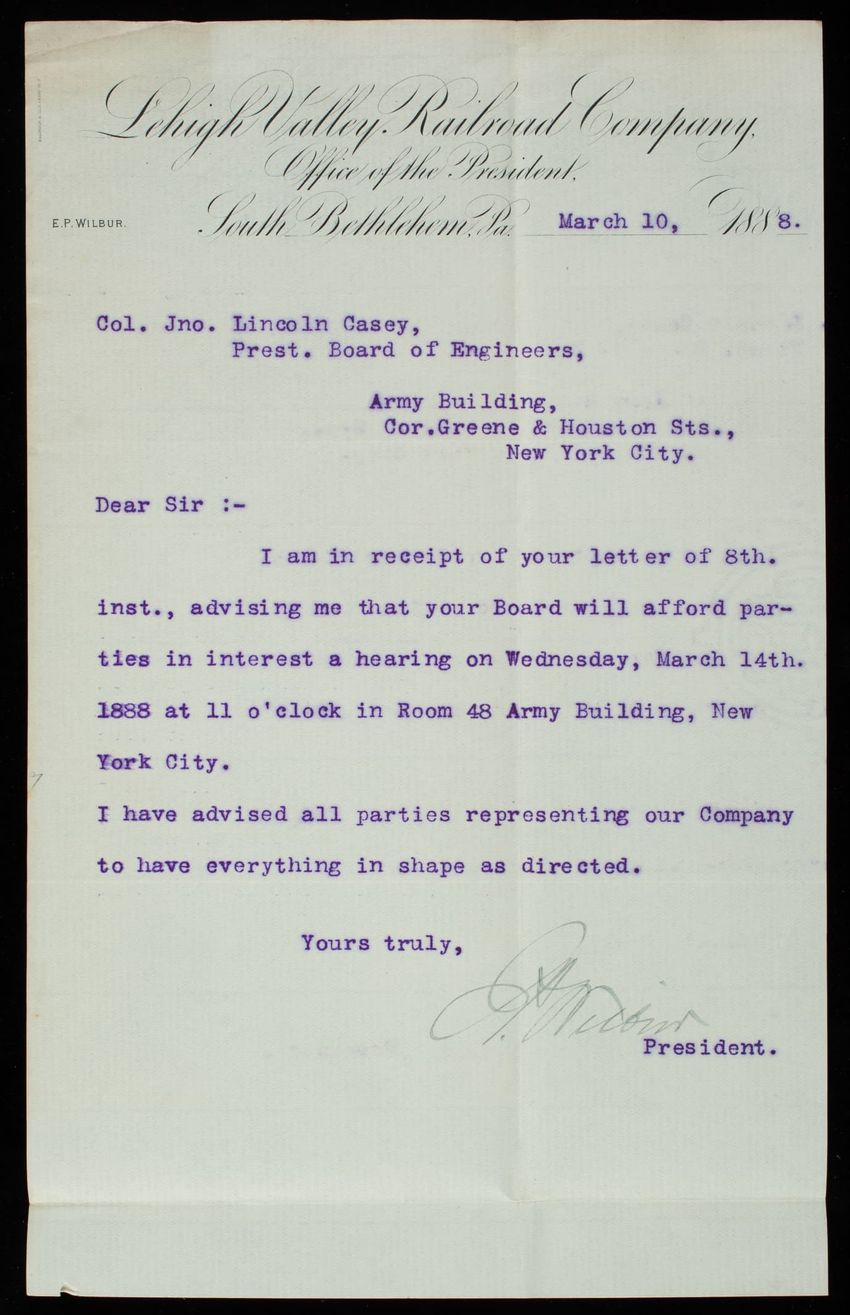 Lehigh Valley Railroad Company,
Office of the President,
E.P. WILBUR. South Bethlehem, Pa. March 10, 1888.
Col. Jno. Lincoln Casey,
Prest. Board of Engineers,
Army Building,
Cor.Greene & Houston Sts.,
New York City.
Dear Sir :-
I am in receipt of your letter of 8th.
inst., advising me that your Board will afford par-
ties in interest a hearing on Wednesday, March 14th.
1888 at 11 o'clock in Room 48 Army Building, New
York City.
I have advised all parties representing our Company
to have everything in shape as directed.
Yours truly,
E. P. Wilbur
President.